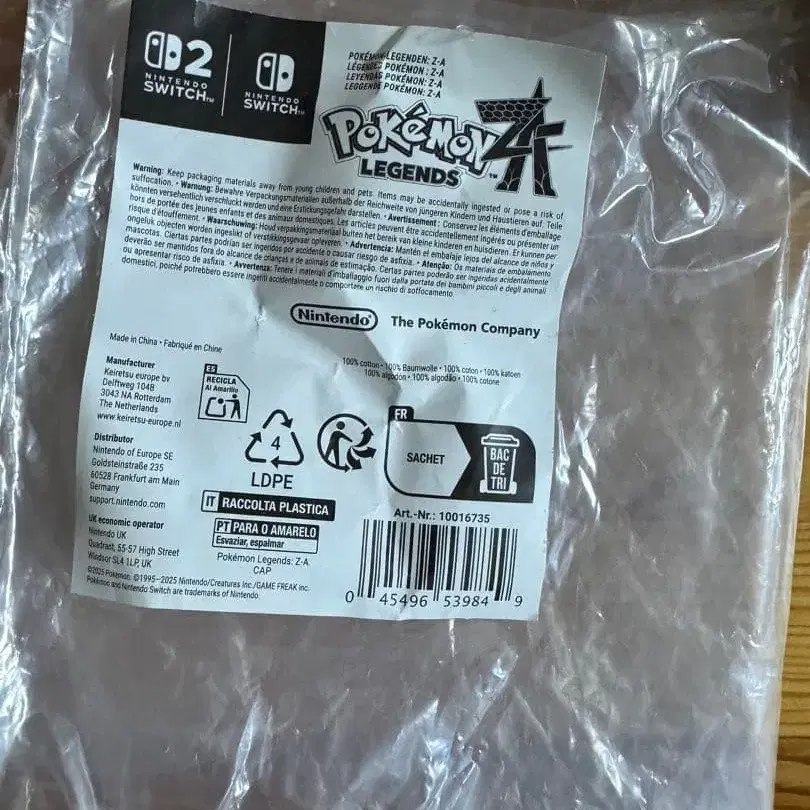 2
NINTENDO
SWITCH™
NINTENDO
SWITCH™
POKÉMON-LEGENDEN: Z-A
LÉGENDES POKÉMON : Z-A
LEYENDAS POKÉMON: Z-A
LEGGENDE POKÉMON: Z-A
POKÉMON ZA
LEGENDS™
Warning: Keep packaging materials away from young children and pets. Items may be accidentally ingested or pose a risk of
suffocation. • Warnung: Bewahre Verpackungsmaterialien außerhalb der Reichweite von jüngeren Kindern und Haustieren auf. Teile
könnten versehentlich verschluckt werden und eine Erstickungsgefahr darstellen. • Avertissement : Conservez les éléments d'emballage
hors de portée des jeunes enfants et des animaux domestiques. Les articles peuvent être accidentellement ingérés ou présenter un
risque d'étouffement. • Waarschuwing: Houd verpakkingsmateriaal buiten het bereik van kleine kinderen en huisdieren. Er kunnen per
ongeluk objecten worden ingeslikt of verstikkingsgevaar opleveren. • Advertencia: Mantén el embalaje lejos del alcance de niños y
mascotas. Ciertas partes podrían ser ingeridas por accidente o causar riesgo de asfixia. • Atenção: Os materiais de embalamento
deverão ser mantidos fora do alcance de crianças e de animais de estimação. Certas partes poderão ser ingeridas acidentalmente
ou apresentar risco de asfixia. • Avvertenza: Tenere i materiali d'imballaggio fuori dalla portata dei bambini piccoli e degli animali
domestici, poiché potrebbero essere ingeriti accidentalmente o comportare un rischio di soffocamento.
Nintendo®
The Pokémon Company
Made in China • Fabriqué en Chine
100% cotton • 100% Baumwolle • 100% coton • 100% katoen
100% algodón • 100% algodão • 100% cotone
Manufacturer
Keiretsu europe bv
Delftweg 104B
3043 NA Rotterdam
The Netherlands
www.keiretsu-europe.nl
Distributor
Nintendo of Europe SE
Goldsteinstraße 235
60528 Frankfurt am Main
Germany
support.nintendo.com
UK economic operator
Nintendo UK
Quadrant, 55-57 High Street
Windsor SL4 1LP, UK
ES
RECICLA
Al Amarillo
4
LDPE
FR
SACHET
BAC
DE
TRI
IT RACCOLTA PLASTICA
PT PARA O AMARELO
Esvaziar, espalmar
Pokémon Legends: Z-A
CAP
Art.-Nr.: 10016735
0 45496 53984 9
©2025 Pokémon. ©1995–2025 Nintendo/Creatures Inc./GAME FREAK inc.
Pokémon and Nintendo Switch are trademarks of Nintendo.